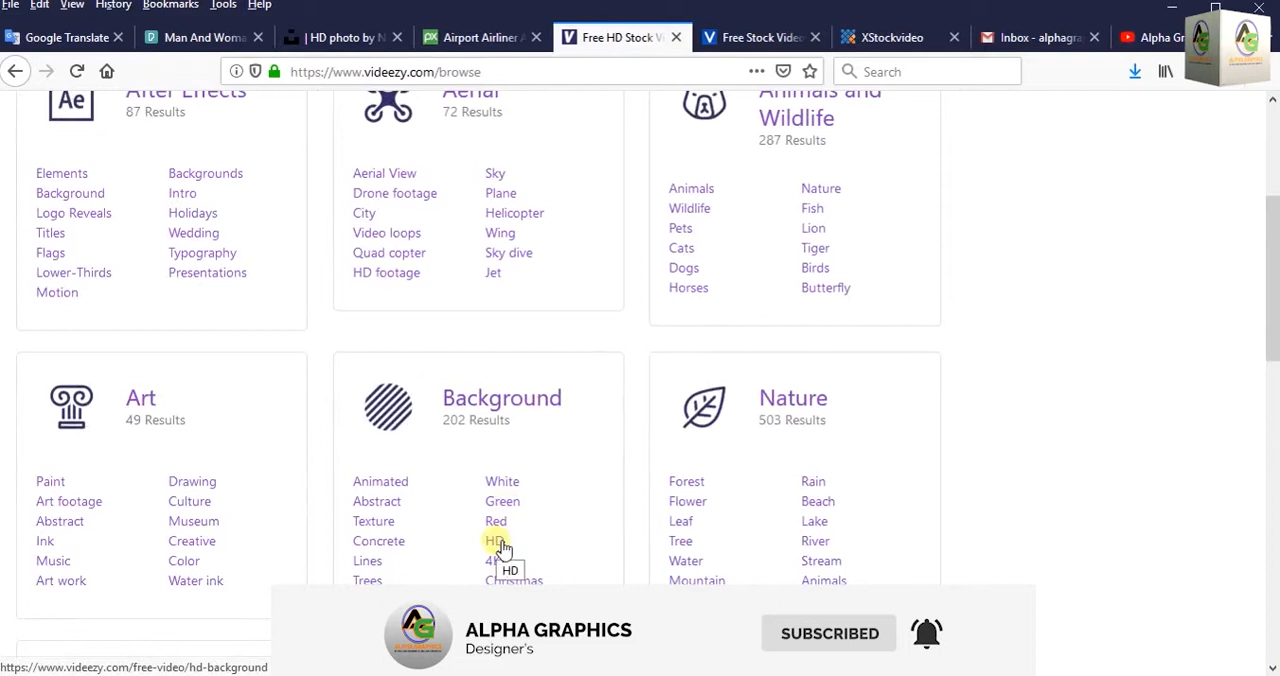 File Edit View History Bookmarks Tools Help
Google Translate Man And Woma | HD photo by N Airport Airliner A Free HD Stock V Free Stock Video XStockvideo Inbox - alphagra Alpha Gr
https://www.videezy.com/browse Search
After Effects Aerial Animals and
87 Results 72 Results Wildlife
287 Results
Elements Backgrounds Aerial View Sky
Animals Nature
Background Intro Drone footage Plane
Wildlife Fish
Logo Reveals Holidays City Helicopter
Pets Lion
Titles Wedding Video loops Wing
Cats Tiger
Flags Typography Quad copter Sky dive
Dogs Birds
Lower-Thirds Presentations HD footage Jet
Horses Butterfly
Motion
Art Background Nature
49 Results 202 Results 503 Results
Paint Drawing Animated White Forest Rain
Art footage Culture Abstract Green Flower Beach
Abstract Museum Texture Red Leaf Lake
Ink Creative Concrete HD Tree River
Music Color Lines Water Stream
HD
Art work Water ink Trees Christmas Mountain Animals
ALPHA GRAPHICS
Designer's
SUBSCRIBED
https://www.videezy.com/free-video/hd-background